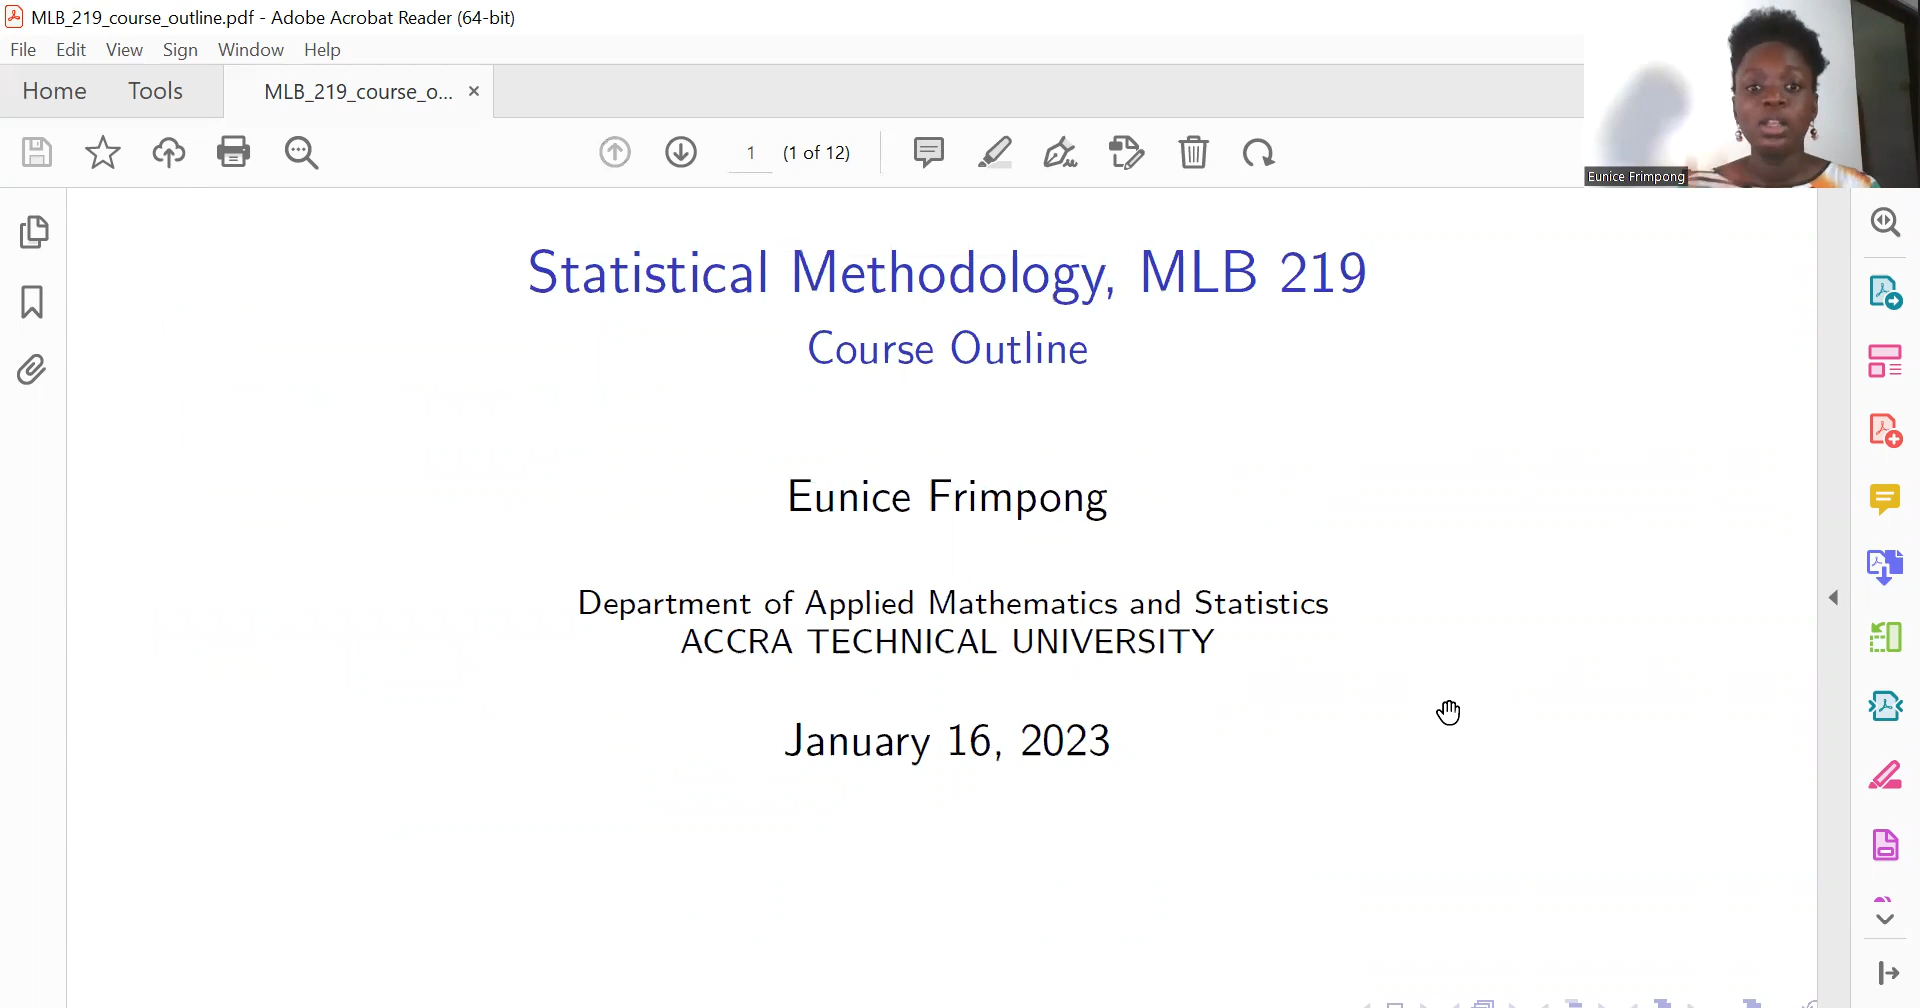 MLB_219_course_outline.pdf - Adobe Acrobat Reader (64-bit)
File Edit View Sign Window Help
Home Tools MLB_219_course_o... ×
1 (1 of 12)
Eunice Frimpong
Statistical Methodology, MLB 219
Course Outline
Eunice Frimpong
Department of Applied Mathematics and Statistics
ACCRA TECHNICAL UNIVERSITY
January 16, 2023